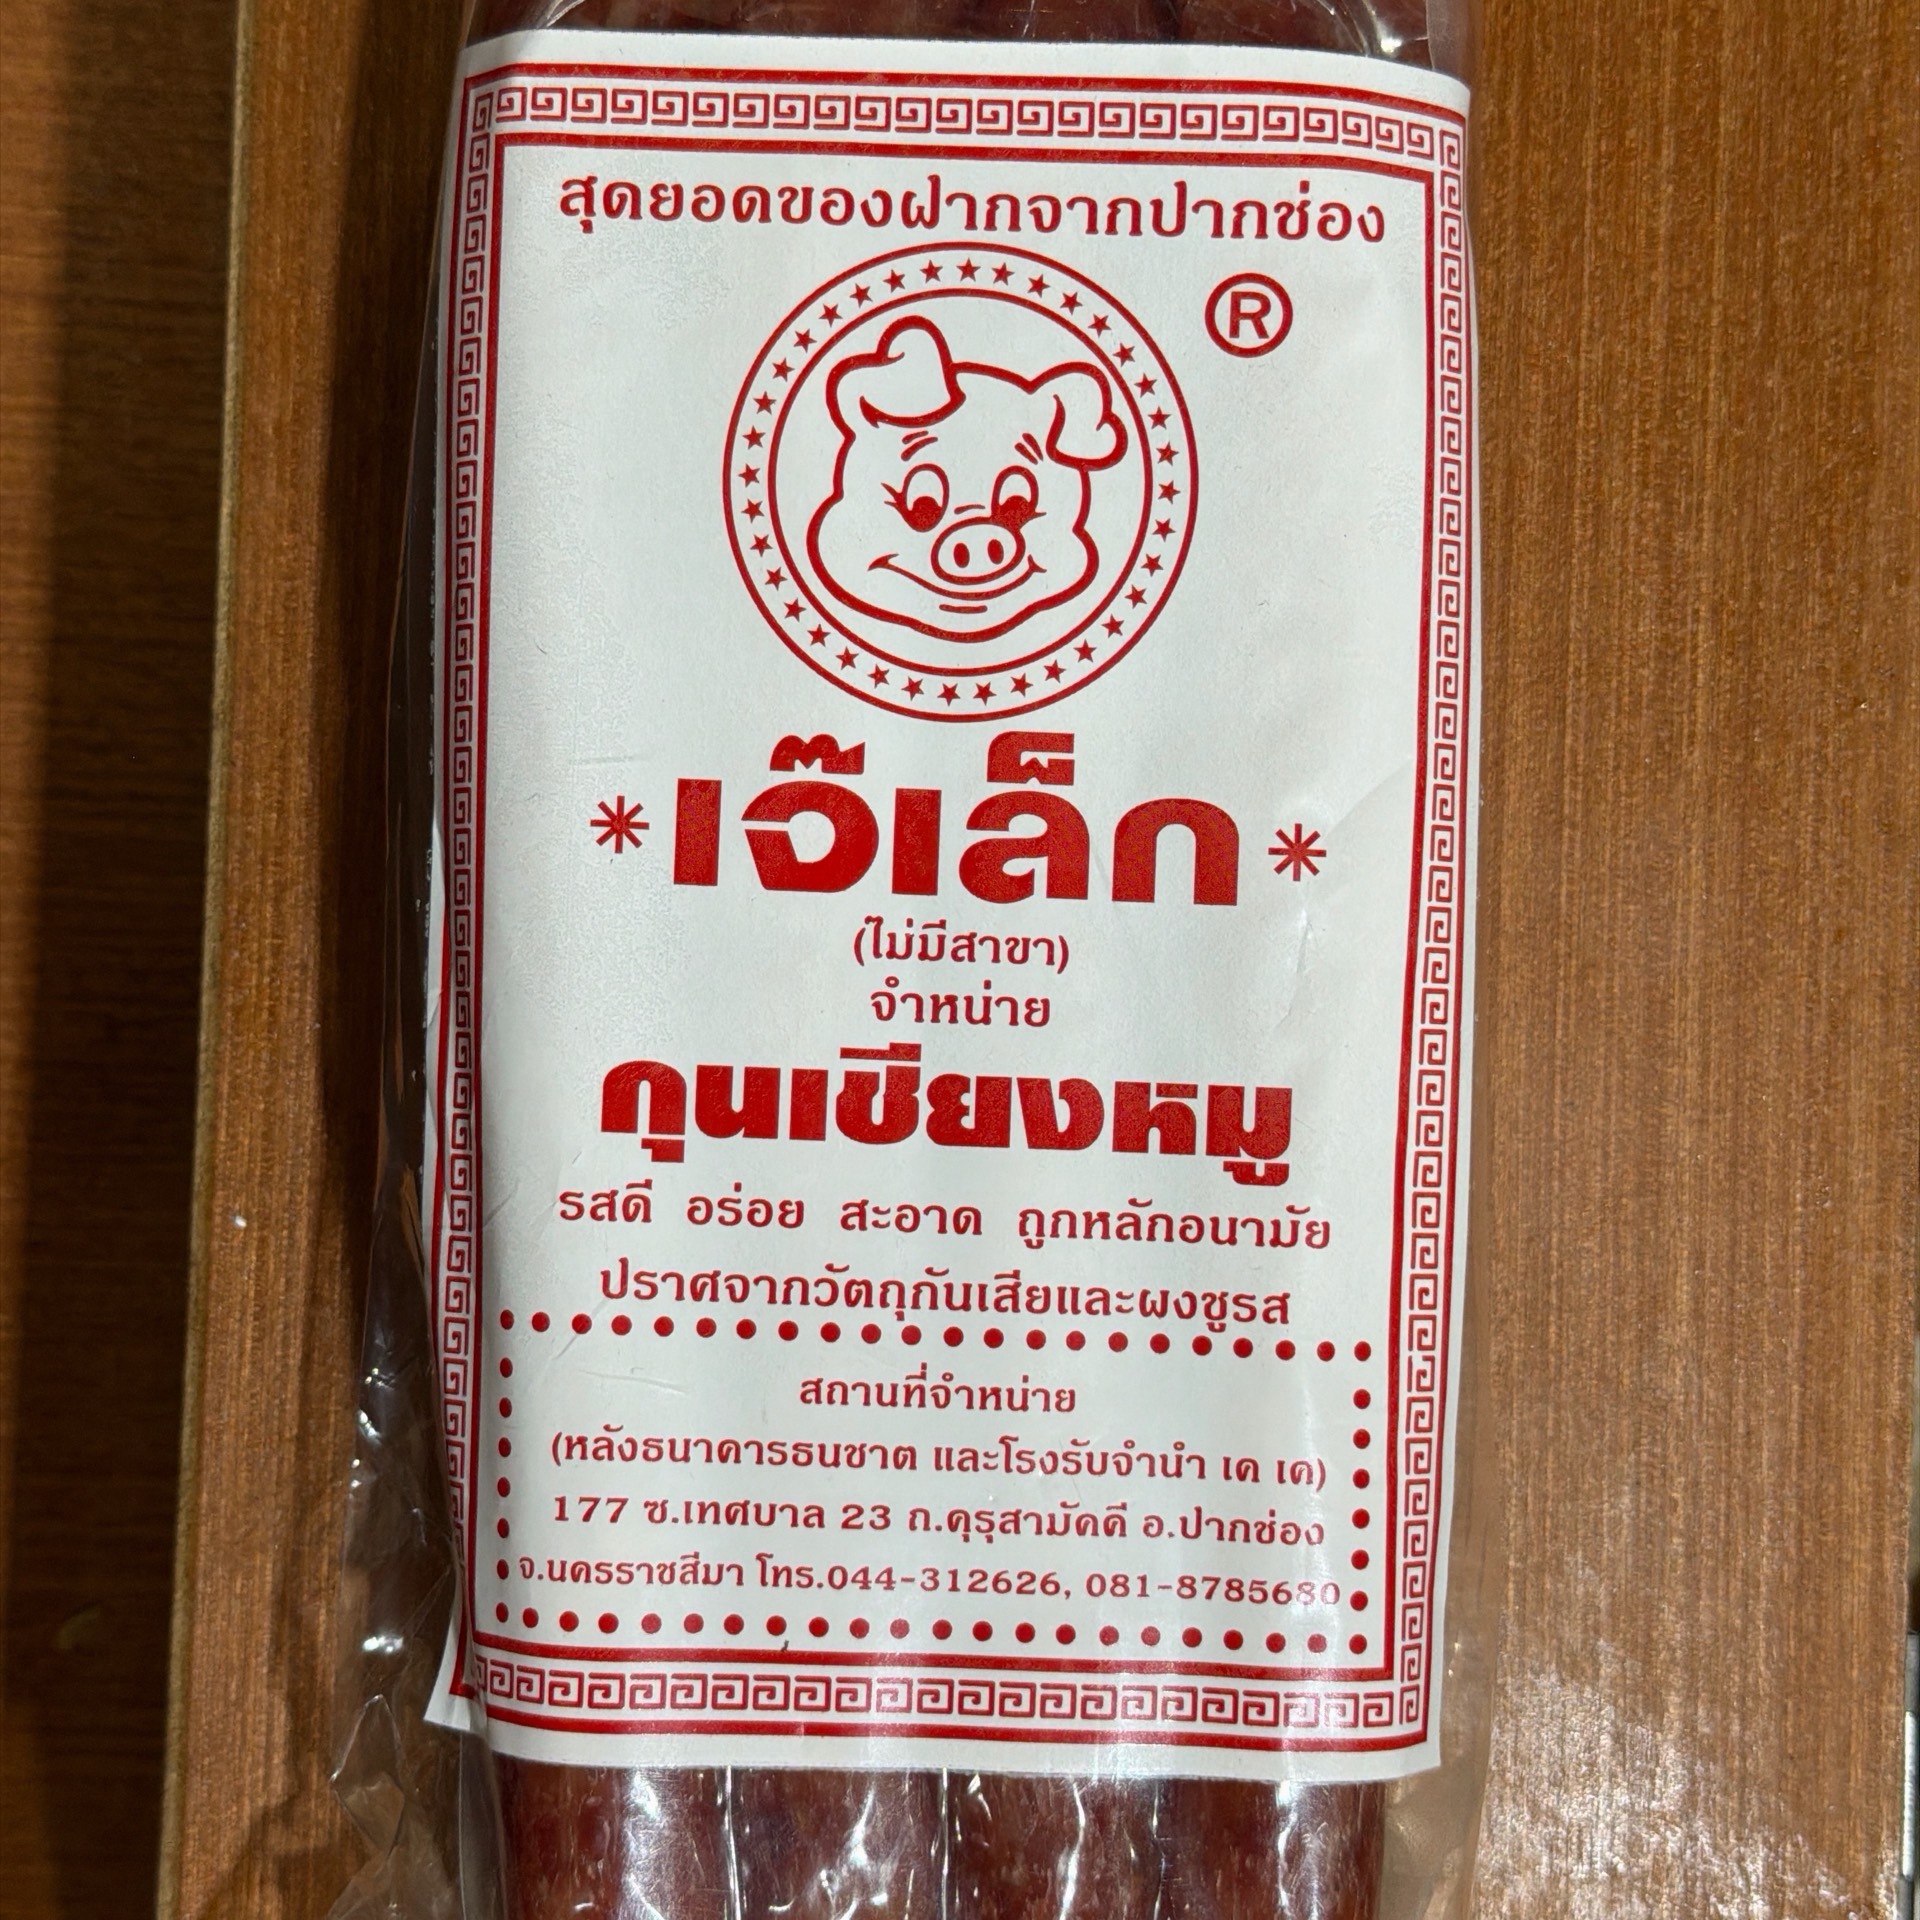 สุดยอดของฝากจากปากช่อง
®
*เจ๊เล็ก*
(ไม่มีสาขา)
จำหน่าย
กุนเชียงหมู
รสดี อร่อย สะอาด ถูกหลักอนามัย
ปราศจากวัตถุกันเสียและผงชูรส
สถานที่จำหน่าย
(หลังธนาคารธนชาต และโรงรับจำนำ เค เค)
177 ซ.เทศบาล 23 ถ.คุรุสามัคคี อ.ปากช่อง
จ.นครราชสีมา โทร.044-312626, 081-8785680